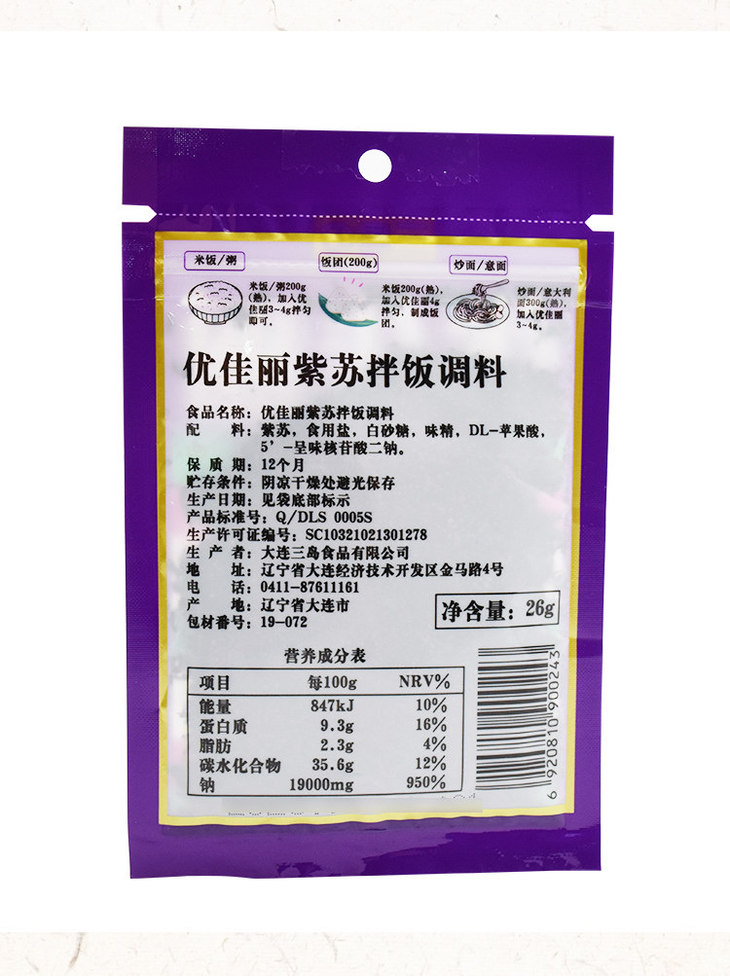 米饭/粥
饭团(200g)
炒面/意面
米饭/粥200g
(熟), 加入优
佳丽3~4g拌匀
即可。
米饭200g(熟),
加入优佳丽4g
拌匀, 制成饭
团。
炒面/意大利
面300g(熟),
加入优佳丽
3~4g。
优佳丽紫苏拌饭调料
食品名称: 优佳丽紫苏拌饭调料
配 料: 紫苏, 食用盐, 白砂糖, 味精, DL-苹果酸,
5'-呈味核苷酸二钠。
保 质 期: 12个月
贮存条件: 阴凉干燥处避光保存
生产日期: 见袋底部标示
产品标准号: Q/DLS 0005S
生产许可证编号: SC10321021301278
生 产 者: 大连三岛食品有限公司
地 址: 辽宁省大连经济技术开发区金马路4号
电 话: 0411-87611161
产 地: 辽宁省大连市
包材番号: 19-072
净含量: 26g
营养成分表
项目 每100g NRV%
能量 847kJ 10%
蛋白质 9.3g 16%
脂肪 2.3g 4%
碳水化合物 35.6g 12%
钠 19000mg 950%
6 920810 900243